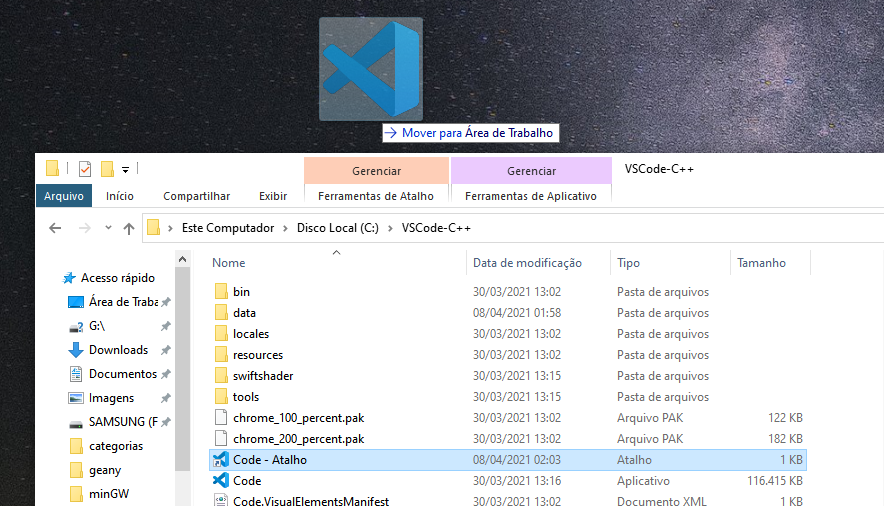 Mover para Área de Trabalho
Gerenciar Gerenciar VSCode-C++
Arquivo Início Compartilhar Exibir Ferramentas de Atalho Ferramentas de Aplicativo
Este Computador Disco Local (C:) VSCode-C++
Nome Data de modificação Tipo Tamanho
Acesso rápido
Área de Traba
G:\
Downloads
Documentos
Imagens
SAMSUNG (F
categorias
geany
minGW
bin 30/03/2021 13:02 Pasta de arquivos
data 08/04/2021 01:58 Pasta de arquivos
locales 30/03/2021 13:02 Pasta de arquivos
resources 30/03/2021 13:02 Pasta de arquivos
swiftshader 30/03/2021 13:15 Pasta de arquivos
tools 30/03/2021 13:15 Pasta de arquivos
chrome_100_percent.pak 30/03/2021 13:02 Arquivo PAK 122 KB
chrome_200_percent.pak 30/03/2021 13:02 Arquivo PAK 182 KB
Code - Atalho 08/04/2021 02:03 Atalho 1 KB
Code 30/03/2021 13:16 Aplicativo 116.415 KB
Code.VisualElementsManifest 30/03/2021 13:02 Documento XML 1 KB